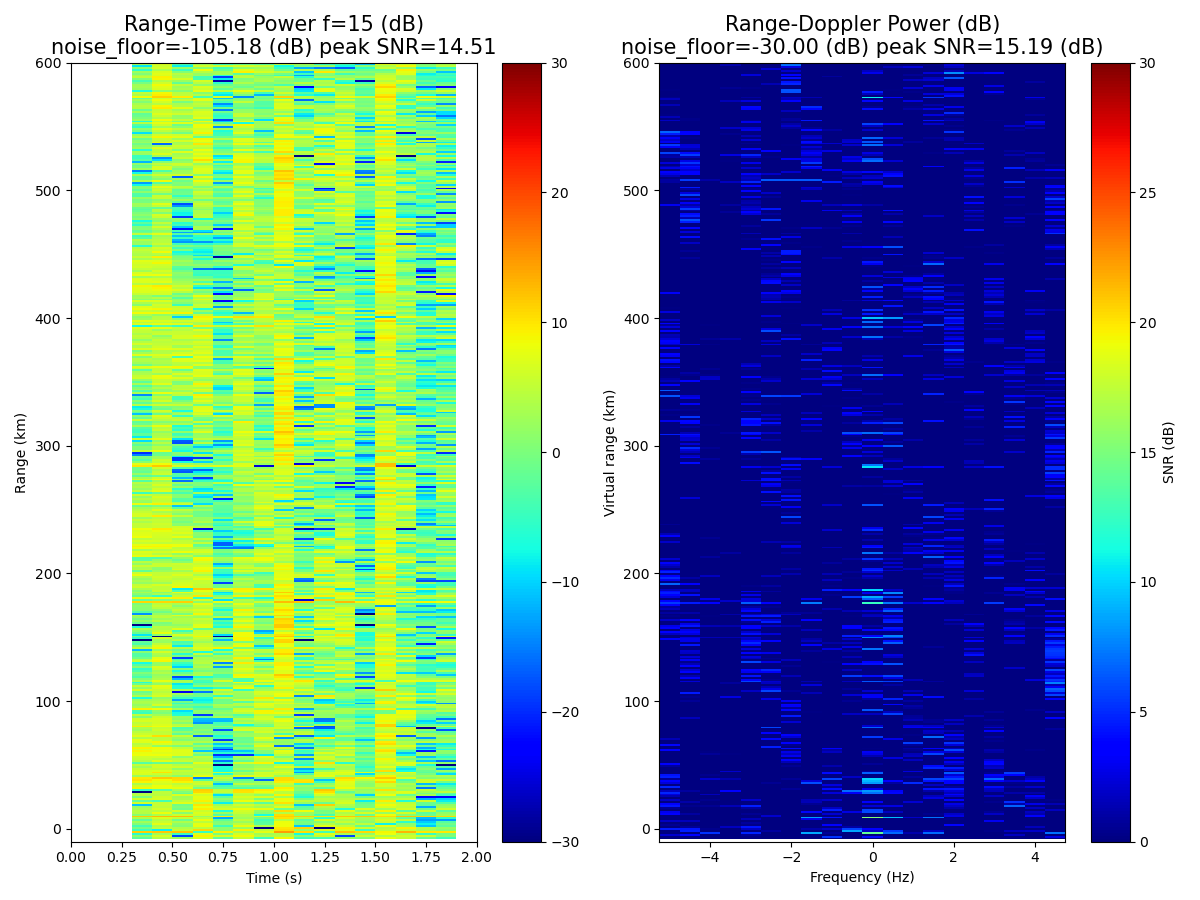 Range-Time Power f=15 (dB)
noise_floor=-105.18 (dB) peak SNR=14.51
Range (km)
600
500
400
300
200
100
0
0.00 0.25 0.50 0.75 1.00 1.25 1.50 1.75 2.00
Time (s)
30
20
10
0
−10
−20
−30
Range-Doppler Power (dB)
noise_floor=-30.00 (dB) peak SNR=15.19 (dB)
Virtual range (km)
600
500
400
300
200
100
0
−4 −2 0 2 4
Frequency (Hz)
30
25
20
15
10
5
0
SNR (dB)